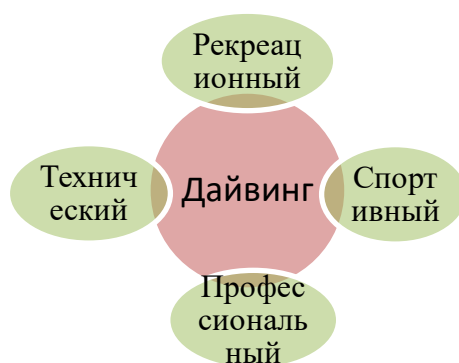 Рекреац
ионный
Технич
еский
Дайвинг
Спорт
ивный
Профес
сиональ
ный